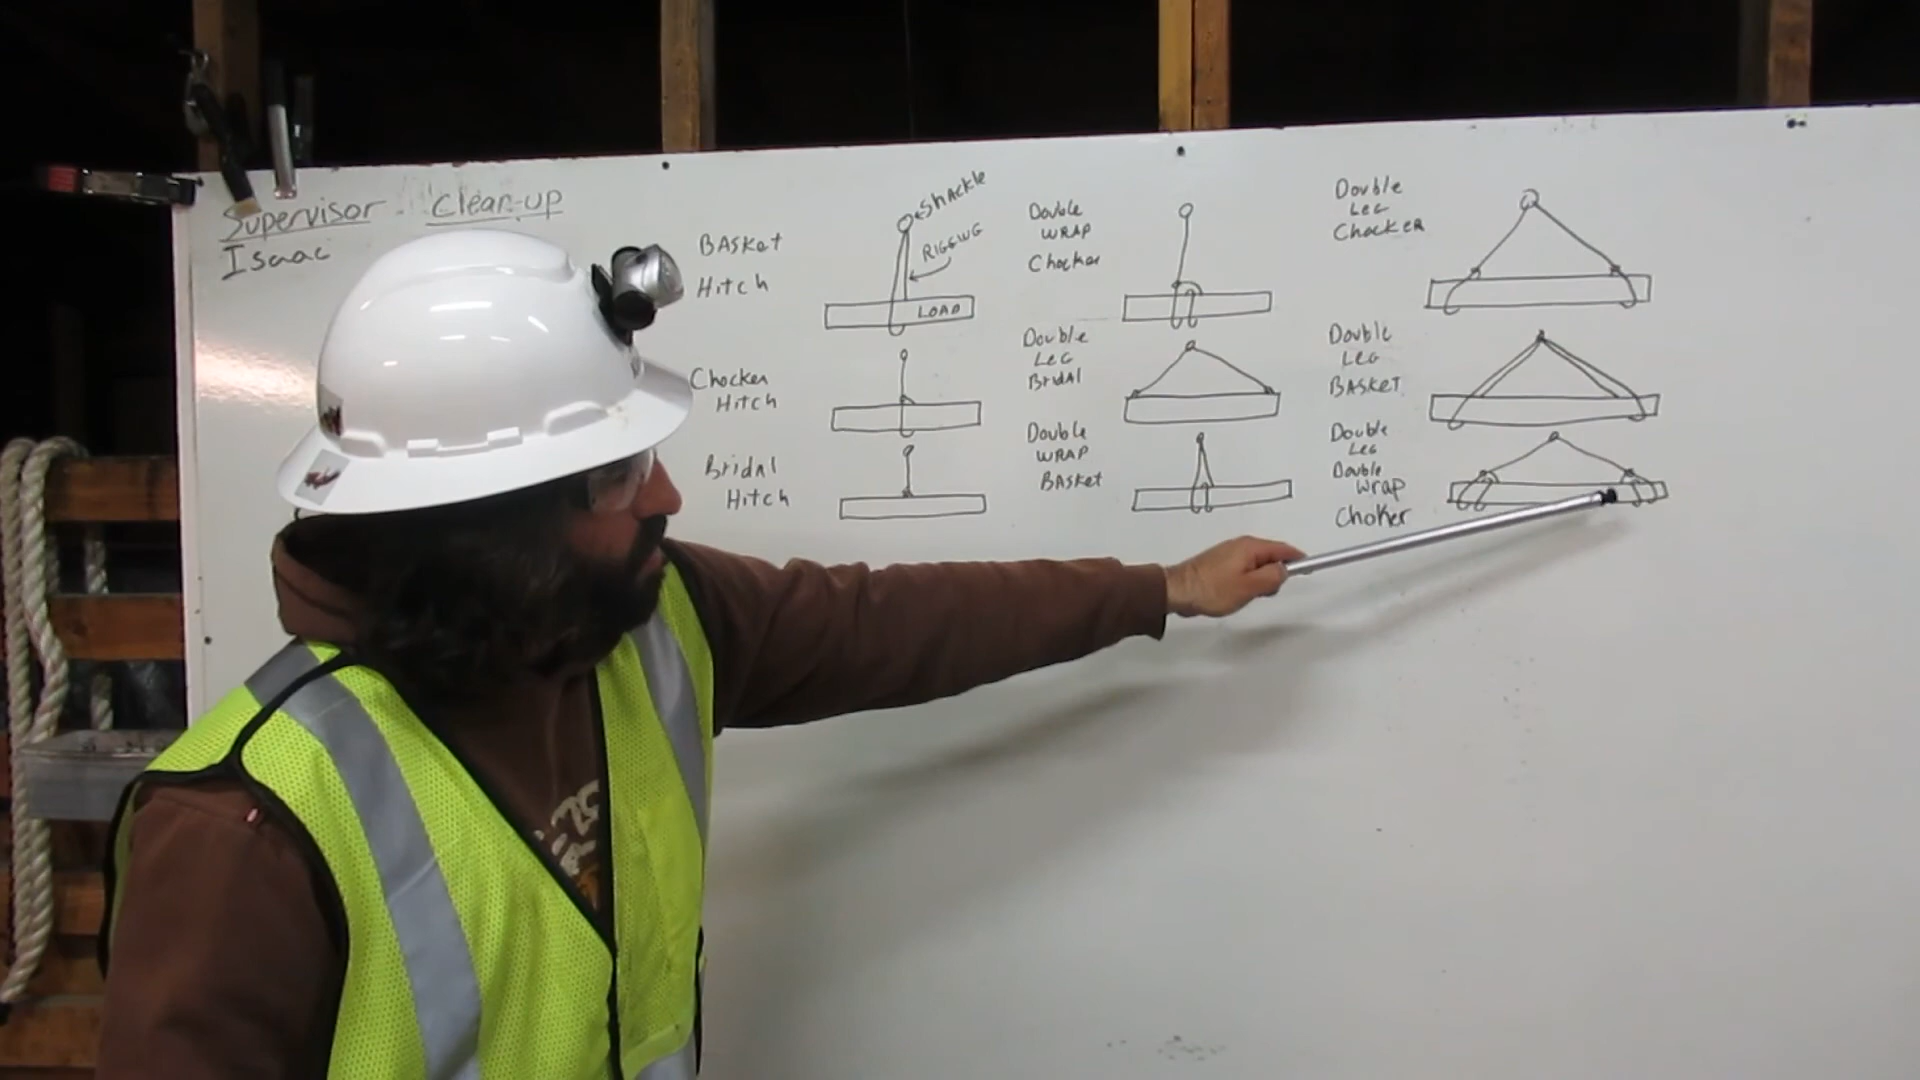 Supervisor - Clean-up
Isaac
BASket
Hitch
SHACKLE
RIGGING
LOAD
Chocker
Hitch
Bridal
Hitch
Double
WRAP
Chocker
Double
LEG
Bridal
Double
WRAP
BASket
Double
LEG
Chocker
Double
LEG
BASKET
Double
LEG
Double
Wrap
Choker